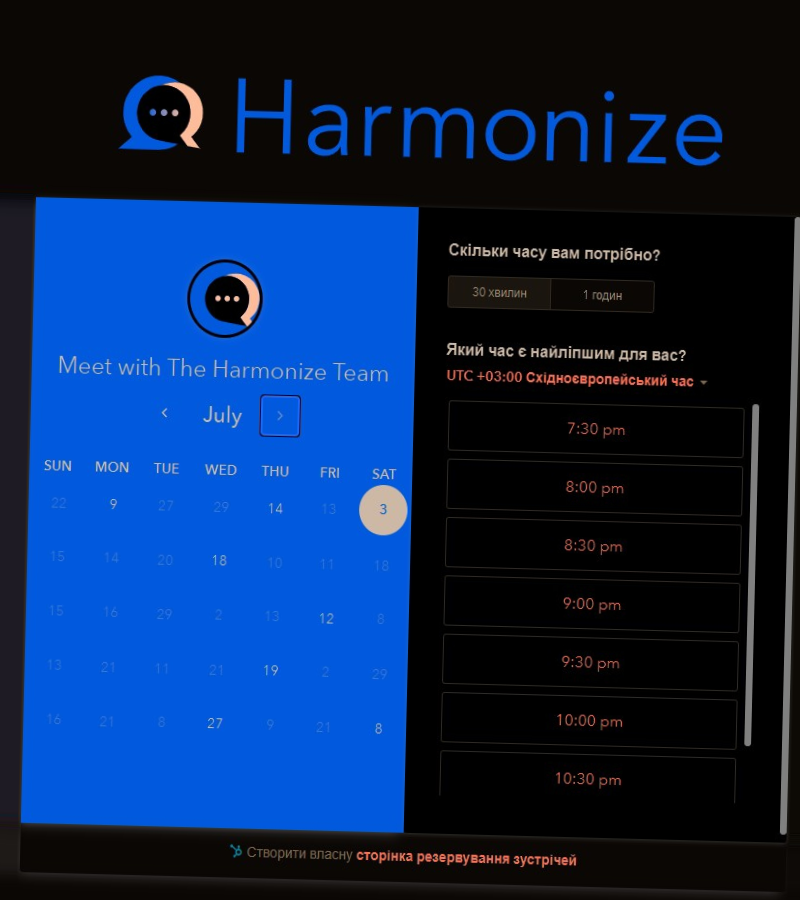 Harmonize
Meet with The Harmonize Team
July
SUN MON TUE WED THU FRI SAT
22 9 27 29 14 13 3
15 14 20 18 10 11 18
15 16 29 2 13 12 8
13 21 11 21 19 2 29
16 21 8 27 9 21 8
Скільки часу вам потрібно?
30 хвилин 1 годин
Який час є найліпшим для вас?
UTC +03:00 Східноєвропейський час
7:30 pm
8:00 pm
8:30 pm
9:00 pm
9:30 pm
10:00 pm
10:30 pm
Створити власну сторінка резервування зустрічей